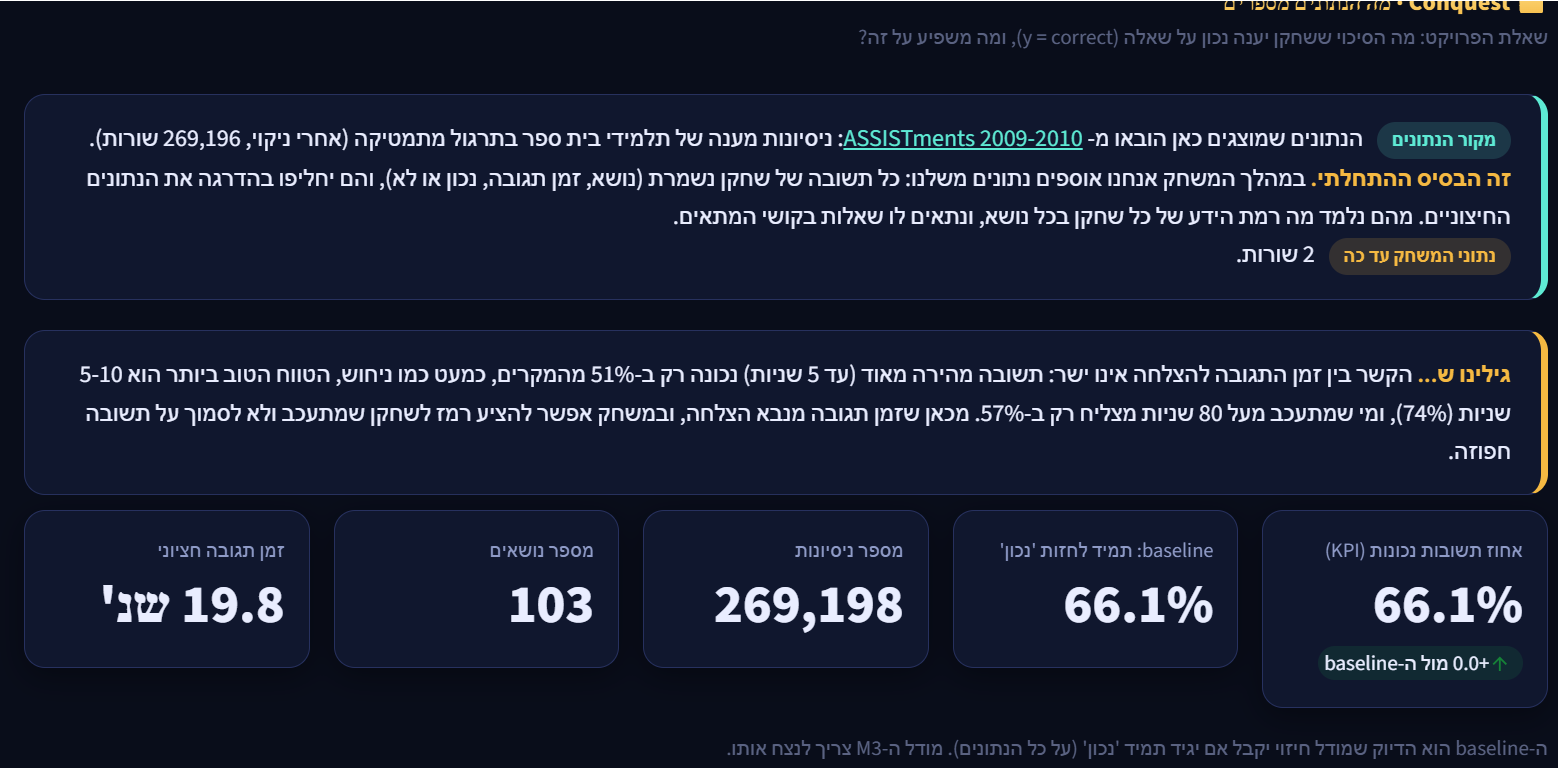 Conquest • מה הנתונים מספרים
שאלת הפרויקט: מה הסיכוי ששחקן יענה נכון על שאלה (y = correct), ומה משפיע על זה?
מקור הנתונים הנתונים שמוצגים כאן הובאו מ- ASSISTments 2009-2010: ניסיונות מענה של תלמידי בית ספר בתרגול מתמטיקה (אחרי ניקוי, 269,196 שורות).
זה הבסיס ההתחלתי. במהלך המשחק אנחנו אוספים נתונים משלנו: כל תשובה של שחקן נשמרת (נושא, זמן תגובה, נכון או לא), והם יחליפו בהדרגה את הנתונים
החיצוניים. מהם נלמד מה רמת הידע של כל שחקן בכל נושא, ונתאים לו שאלות בקושי המתאים.
נתוני המשחק עד כה 2 שורות.
גילינו ש... הקשר בין זמן התגובה להצלחה אינו ישר: תשובה מהירה מאוד (עד 5 שניות) נכונה רק ב-51% מהמקרים, כמעט כמו ניחוש, הטווח הטוב ביותר הוא 5-10
שניות (74%), ומי שמתעכב מעל 80 שניות מצליח רק ב-57%. מכאן שזמן תגובה מנבא הצלחה, ובמשחק אפשר להציע רמז לשחקן שמתעכב ולא לסמוך על תשובה
חפוזה.
אחוז תשובות נכונות (KPI)
66.1%
↑ +0.0 מול ה-baseline
baseline: תמיד לחזות 'נכון'
66.1%
מספר ניסיונות
269,198
מספר נושאים
103
זמן תגובה חציוני
19.8 שנ'
ה-baseline הוא הדיוק שמודל חיזוי יקבל אם יגיד תמיד 'נכון' (על כל הנתונים). מודל ה-M3 צריך לנצח אותו.